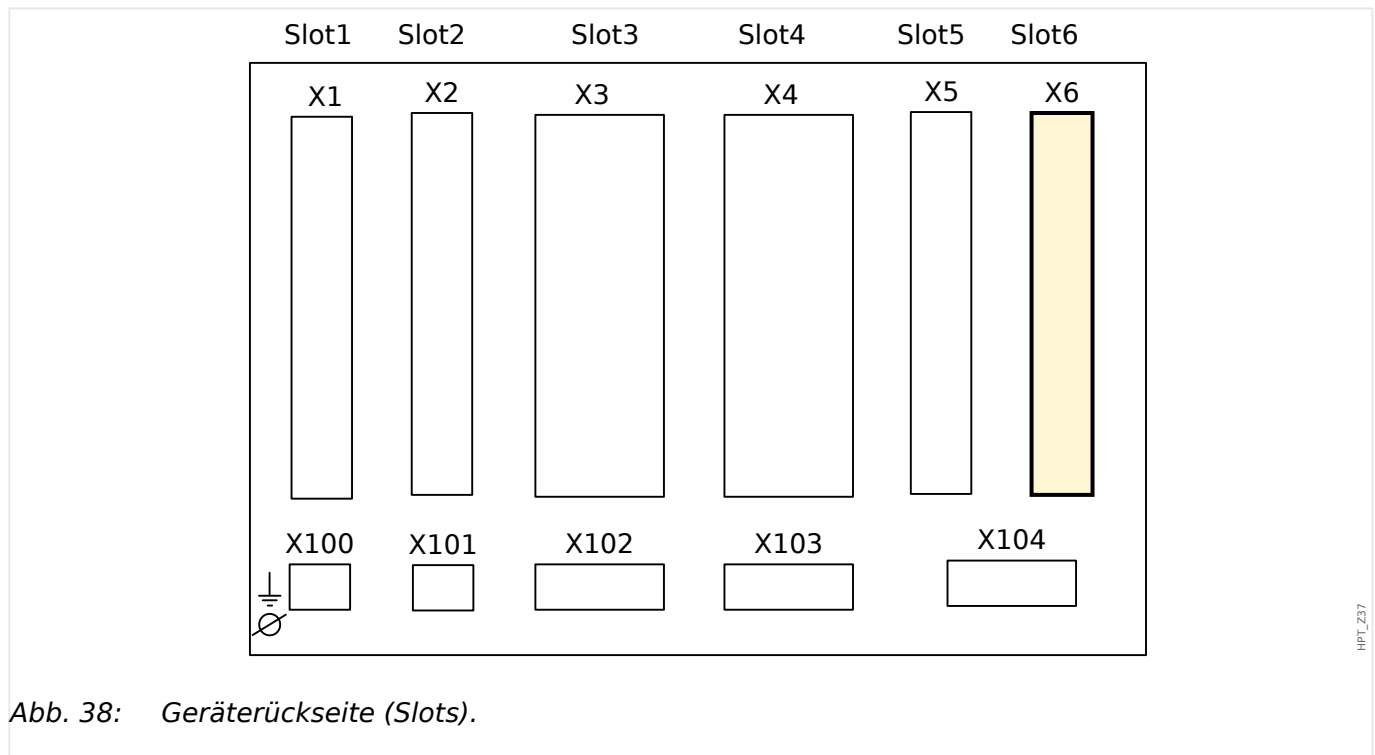 Slot1 Slot2 Slot3 Slot4 Slot5 Slot6
X1 X2 X3 X4 X5 X6
X100 X101 X102 X103 X104
HPT_Z37
Abb. 38: Geräterückseite (Slots).